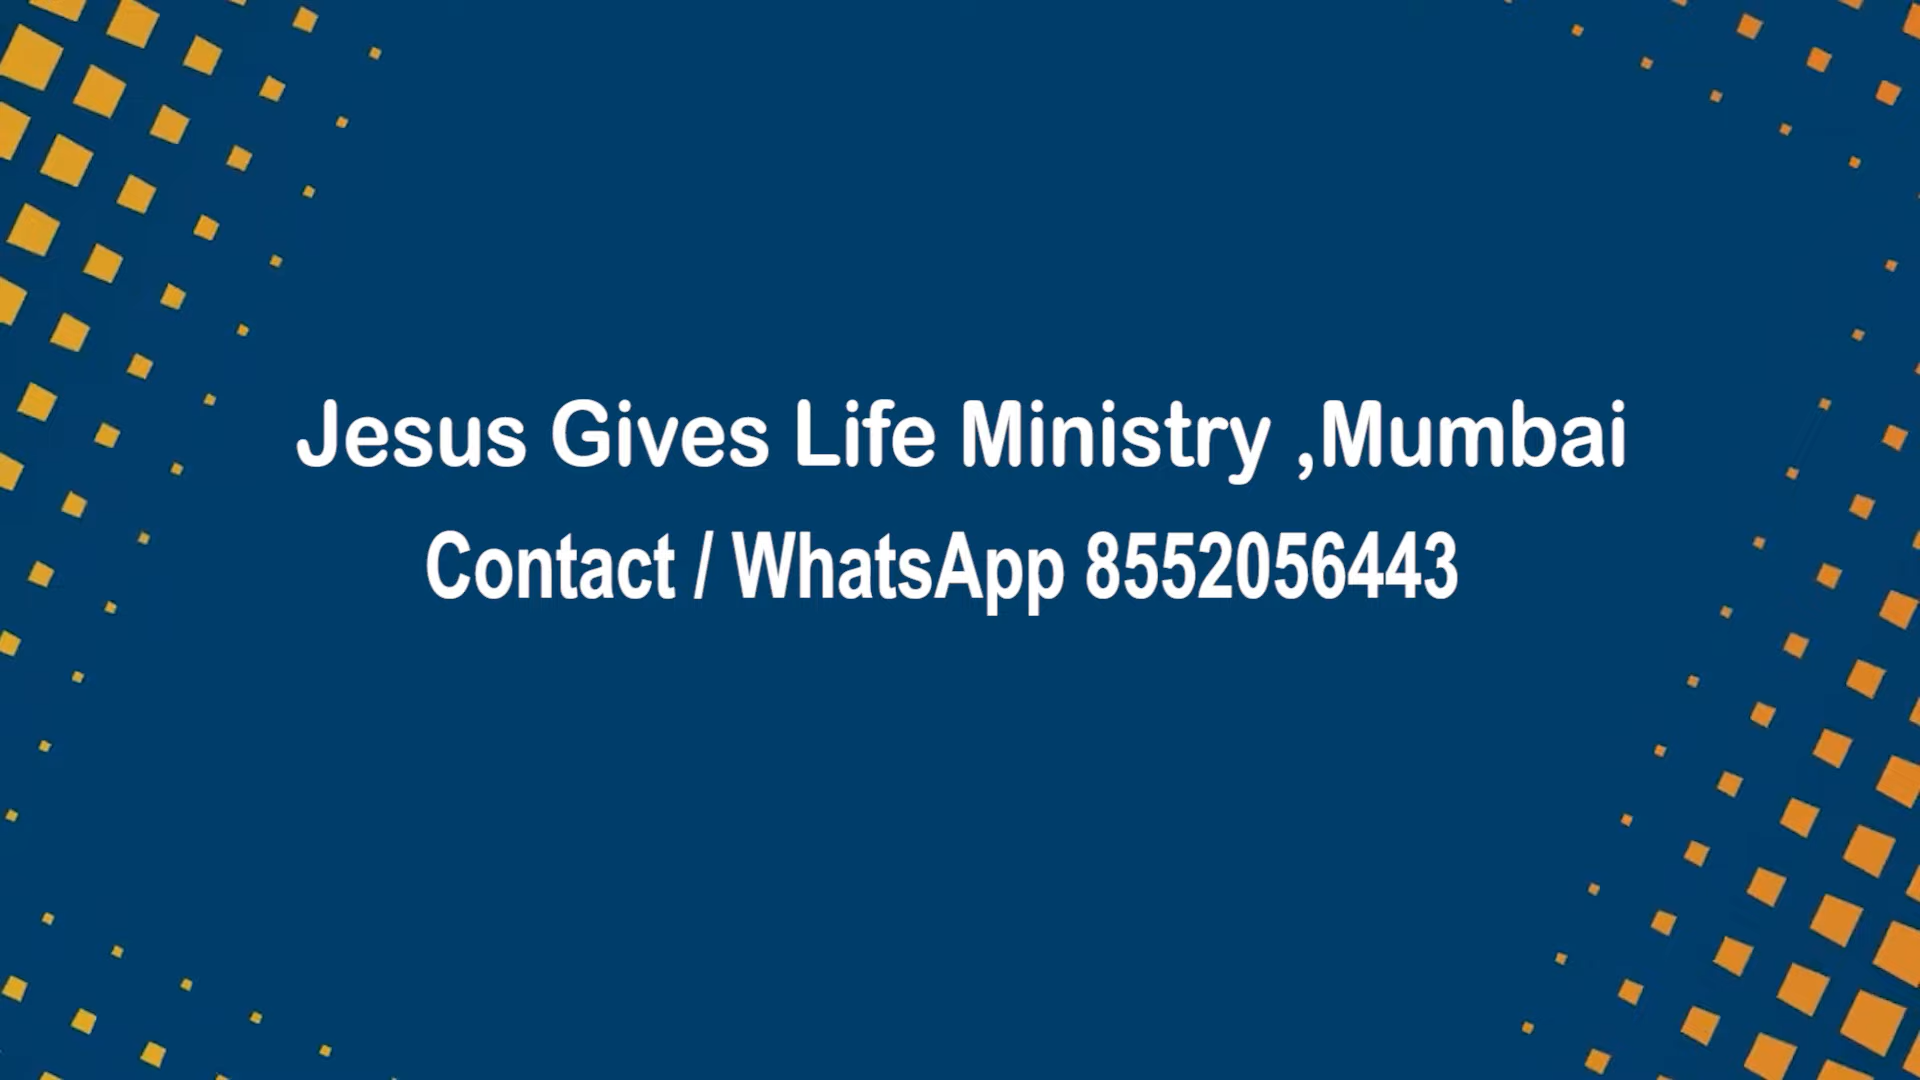 Jesus Gives Life Ministry ,Mumbai
Contact / WhatsApp 8552056443